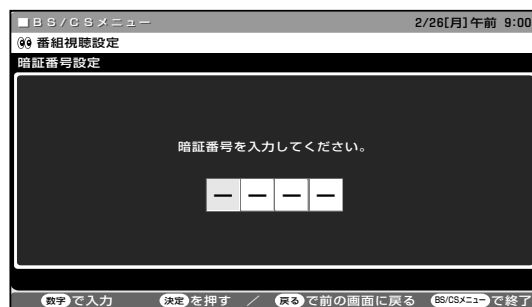 ■BS/CSメニュー 2/26[月]午前 9:00
番組視聴設定
暗証番号設定
暗証番号を入力してください。
－ － － －
数字で入力 決定を押す ／ 戻るで前の画面に戻る BS/CSメニューで終了